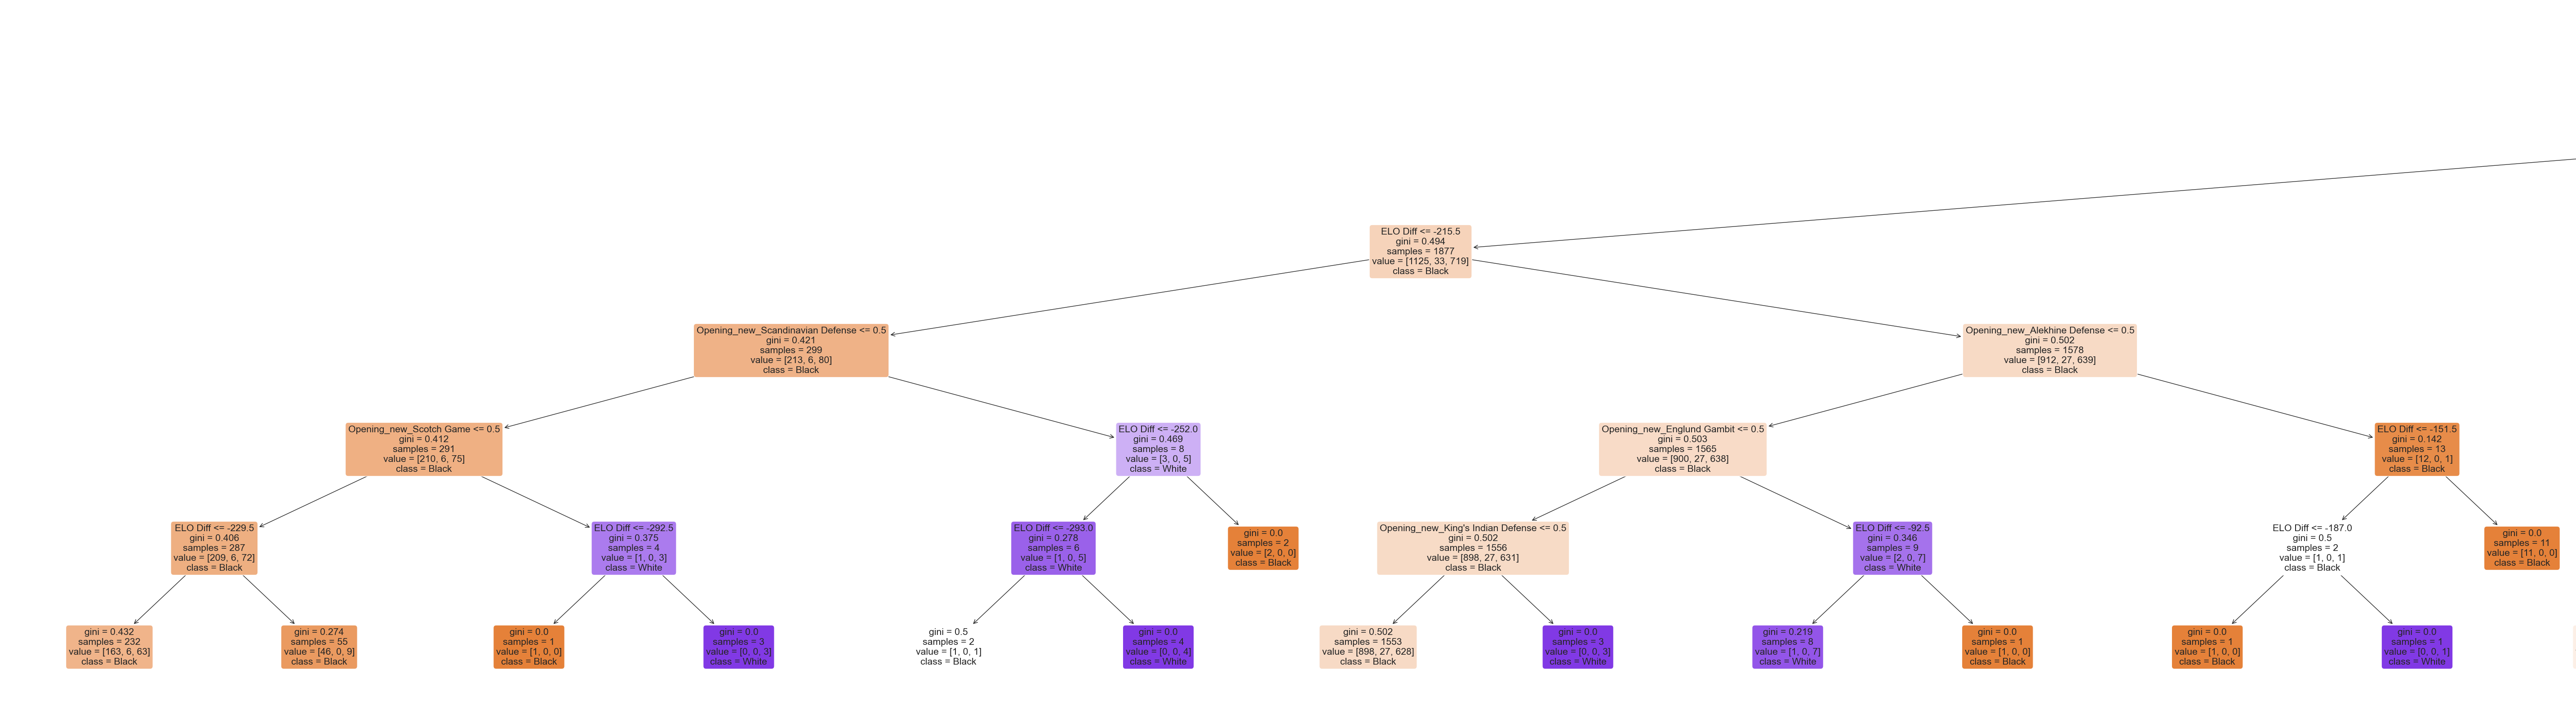 ELO Diff <= -215.5
gini = 0.494
samples = 1877
value = [1125, 33, 719]
class = Black
Opening_new_Scandinavian Defense <= 0.5
gini = 0.421
samples = 299
value = [213, 6, 80]
class = Black
Opening_new_Alekhine Defense <= 0.5
gini = 0.502
samples = 1578
value = [912, 27, 639]
class = Black
Opening_new_Scotch Game <= 0.5
gini = 0.412
samples = 291
value = [210, 6, 75]
class = Black
ELO Diff <= -252.0
gini = 0.469
samples = 8
value = [3, 0, 5]
class = White
Opening_new_Englund Gambit <= 0.5
gini = 0.503
samples = 1565
value = [900, 27, 638]
class = Black
ELO Diff <= -151.5
gini = 0.142
samples = 13
value = [12, 0, 1]
class = Black
ELO Diff <= -229.5
gini = 0.406
samples = 287
value = [209, 6, 72]
class = Black
ELO Diff <= -292.5
gini = 0.375
samples = 4
value = [1, 0, 3]
class = White
ELO Diff <= -293.0
gini = 0.278
samples = 6
value = [1, 0, 5]
class = White
gini = 0.0
samples = 2
value = [2, 0, 0]
class = Black
Opening_new_King's Indian Defense <= 0.5
gini = 0.502
samples = 1556
value = [898, 27, 631]
class = Black
ELO Diff <= -92.5
gini = 0.346
samples = 9
value = [2, 0, 7]
class = White
ELO Diff <= -187.0
gini = 0.5
samples = 2
value = [1, 0, 1]
class = Black
gini = 0.0
samples = 11
value = [11, 0, 0]
class = Black
gini = 0.432
samples = 232
value = [163, 6, 63]
class = Black
gini = 0.274
samples = 55
value = [46, 0, 9]
class = Black
gini = 0.0
samples = 1
value = [1, 0, 0]
class = Black
gini = 0.0
samples = 3
value = [0, 0, 3]
class = White
gini = 0.5
samples = 2
value = [1, 0, 1]
class = Black
gini = 0.0
samples = 4
value = [0, 0, 4]
class = White
gini = 0.502
samples = 1553
value = [898, 27, 628]
class = Black
gini = 0.0
samples = 3
value = [0, 0, 3]
class = White
gini = 0.219
samples = 8
value = [1, 0, 7]
class = White
gini = 0.0
samples = 1
value = [1, 0, 0]
class = Black
gini = 0.0
samples = 1
value = [1, 0, 0]
class = Black
gini = 0.0
samples = 1
value = [0, 0, 1]
class = White